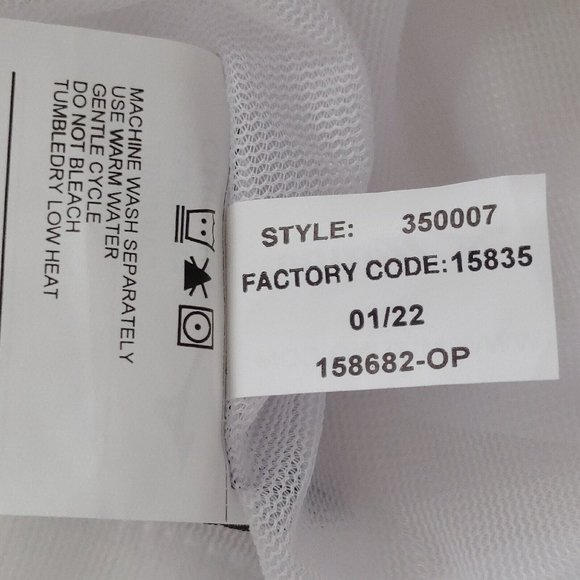 MACHINE WASH SEPARATELY
USE WARM WATER
GENTLE CYCLE
DO NOT BLEACH
TUMBLEDRY LOW HEAT
STYLE: 350007
FACTORY CODE:15835
01/22
158682-OP